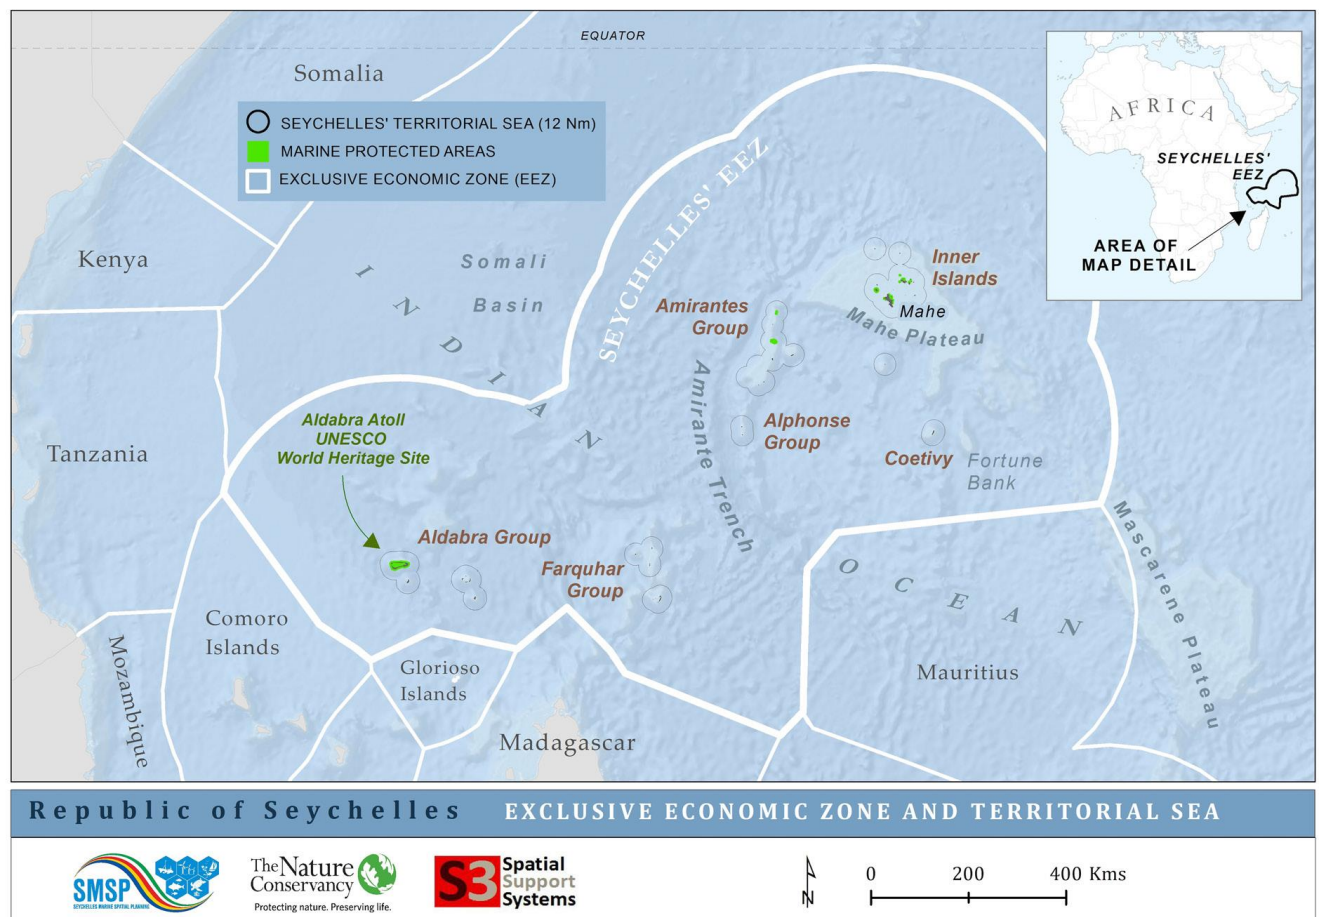 EQUATOR
Somalia
SEYCHELLES' TERRITORIAL SEA (12 Nm)
MARINE PROTECTED AREAS
EXCLUSIVE ECONOMIC ZONE (EEZ)
AFRICA
SEYCHELLES'
EEZ
AREA OF
MAP DETAIL
Kenya
Somali
Basin
INDIAN
SEYCHELLES' EEZ
Inner
Islands
Amirantes
Group
Mahe
Mahe Plateau
Amirante Trench
Alphonse
Group
Coetivy
Fortune
Bank
Aldabra Atoll
UNESCO
World Heritage Site
Tanzania
Aldabra Group
Farquhar
Group
OCEAN
Mascarene Plateau
Comoro
Islands
Mozambique
Glorioso
Islands
Madagascar
Mauritius
Republic of Seychelles EXCLUSIVE ECONOMIC ZONE AND TERRITORIAL SEA
SMSP
SEYCHELLES MARINE SPATIAL PLANNING
The Nature
Conservancy
Protecting nature. Preserving life.
S3
Spatial
Support
Systems
N
0 200 400 Kms